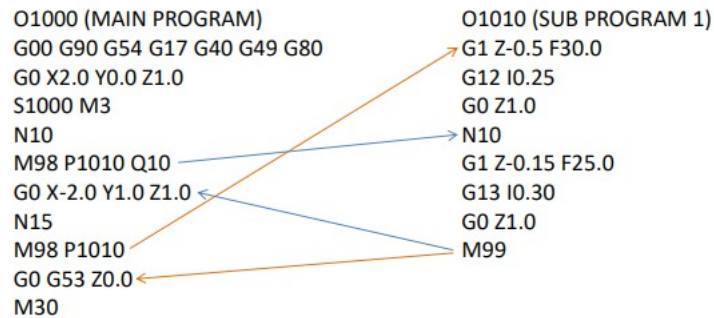 O1000 (MAIN PROGRAM)
G00 G90 G54 G17 G40 G49 G80
G0 X2.0 Y0.0 Z1.0
S1000 M3
N10
M98 P1010 Q10
G0 X-2.0 Y1.0 Z1.0
N15
M98 P1010
G0 G53 Z0.0
M30
O1010 (SUB PROGRAM 1)
G1 Z-0.5 F30.0
G12 I0.25
G0 Z1.0
N10
G1 Z-0.15 F25.0
G13 I0.30
G0 Z1.0
M99